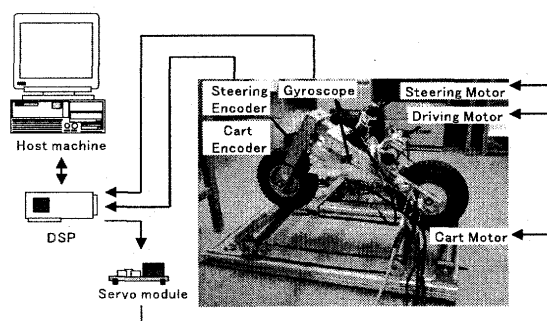 Steering Encoder
Gyroscope
Steering Motor
Driving Motor
Cart Encoder
Host machine
DSP
Cart Motor
Servo module